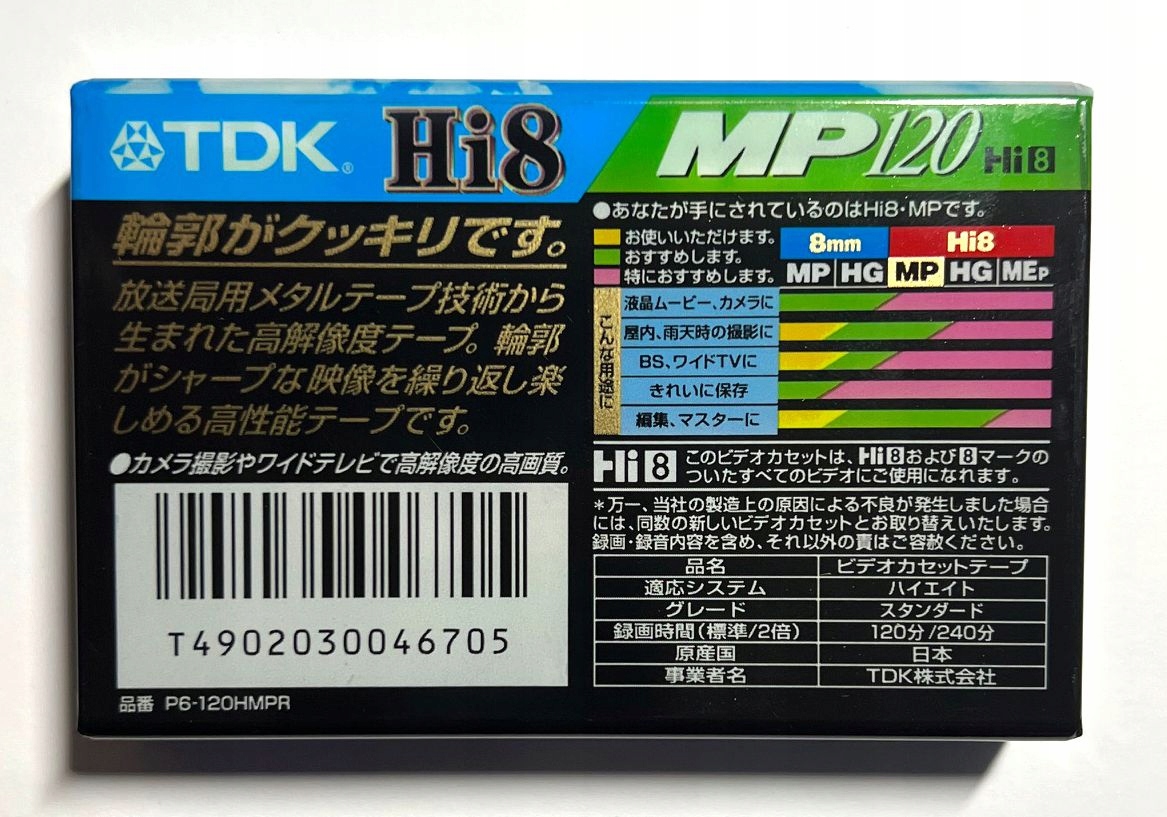 TDK® Hi8 MP120 Hi8
輪郭がクッキリです。
放送局用メタルテープ技術から
生まれた高解像度テープ。輪郭
がシャープな映像を繰り返し楽
しめる高性能テープです。
●カメラ撮影やワイドテレビで高解像度の高画質。
T4902030046705
品番 P6-120HMPR
●あなたが手にされているのはHi8・MPです。
お使いいただけます。
おすすめします。
特におすすめします。
8mm Hi8
MP HG MP HG MEP
こんな用途に
液晶ムービー、カメラに
屋内、雨天時の撮影に
BS、ワイドTVに
きれいに保存
編集、マスターに
Hi8 このビデオカセットは、Hi8および8マークの
ついたすべてのビデオにご使用になれます。
*万一、当社の製造上の原因による不良が発生しました場合
には、同数の新しいビデオカセットとお取り替えいたします。
録画・録音内容を含め、それ以外の責はご容赦ください。
品名 ビデオカセットテープ
適応システム ハイエイト
グレード スタンダード
録画時間(標準/2倍) 120分/240分
原産国 日本
事業者名 TDK株式会社